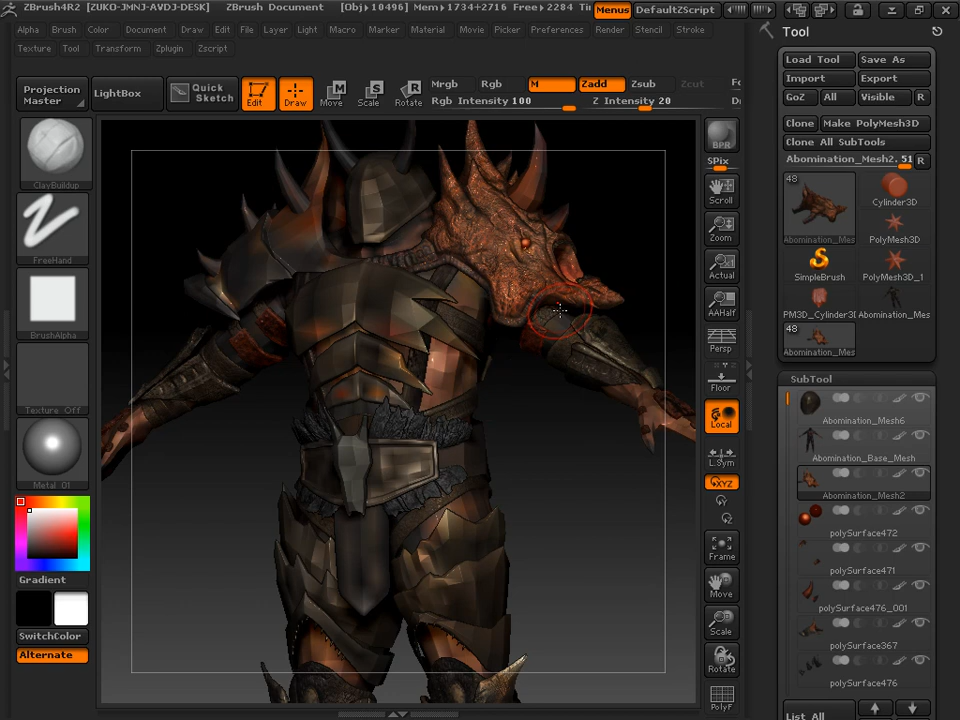 ZBrush4R2 [ZUKO-JMNJ-AVDJ-DESK] ZBrush Document [Obj▸10496] Mem▸1734+2716 Free▸2284 Menus DefaultZScript
Alpha Brush Color Document Draw Edit File Layer Light Macro Marker Material Movie Picker Preferences Render Stencil Stroke
Texture Tool Transform Zplugin Zscript
Tool
Load Tool Save As
Import Export
GoZ All Visible R
Clone Make PolyMesh3D
Clone All SubTools
Abomination_Mesh2. 51 R
Projection Master
LightBox
Quick Sketch
Edit Draw Move Scale Rotate
Mrgb Rgb M Zadd Zsub Zcut
Rgb Intensity 100 Z Intensity 20
ClayBuildup
FreeHand
BrushAlpha
Texture Off
Metal 01
Gradient
SwitchColor
Alternate
BPR
SPix
Scroll
Zoom
Actual
AAHalf
Persp
Floor
Local
L.Sym
XYZ
Y
Z
Frame
Move
Scale
Rotate
PolyF
48
Abomination_Mes
Cylinder3D
PolyMesh3D
SimpleBrush
PolyMesh3D_1
PM3D_Cylinder3I
Abomination_Mes
48
Abomination_Mes
SubTool
Abomination_Mesh6
Abomination_Base_Mesh
Abomination_Mesh2
polySurface472
polySurface471
polySurface476_001
polySurface367
polySurface476
List All